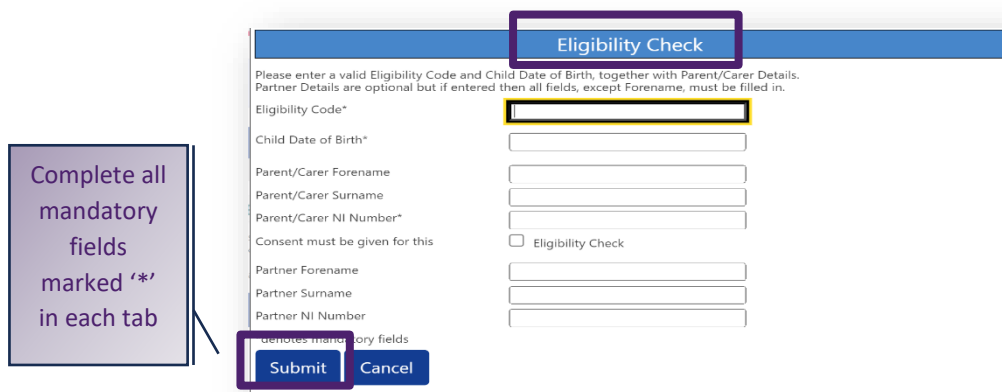 Eligibility Check
Please enter a valid Eligibility Code and Child Date of Birth, together with Parent/Carer Details.
Partner Details are optional but if entered then all fields, except Forename, must be filled in.
Eligibility Code*
Child Date of Birth*
Parent/Carer Forename
Parent/Carer Surname
Parent/Carer NI Number*
Consent must be given for this
Eligibility Check
Partner Forename
Partner Surname
Partner NI Number
denotes mandatory fields
Submit
Cancel
Complete all
mandatory
fields
marked ‘*’
in each tab